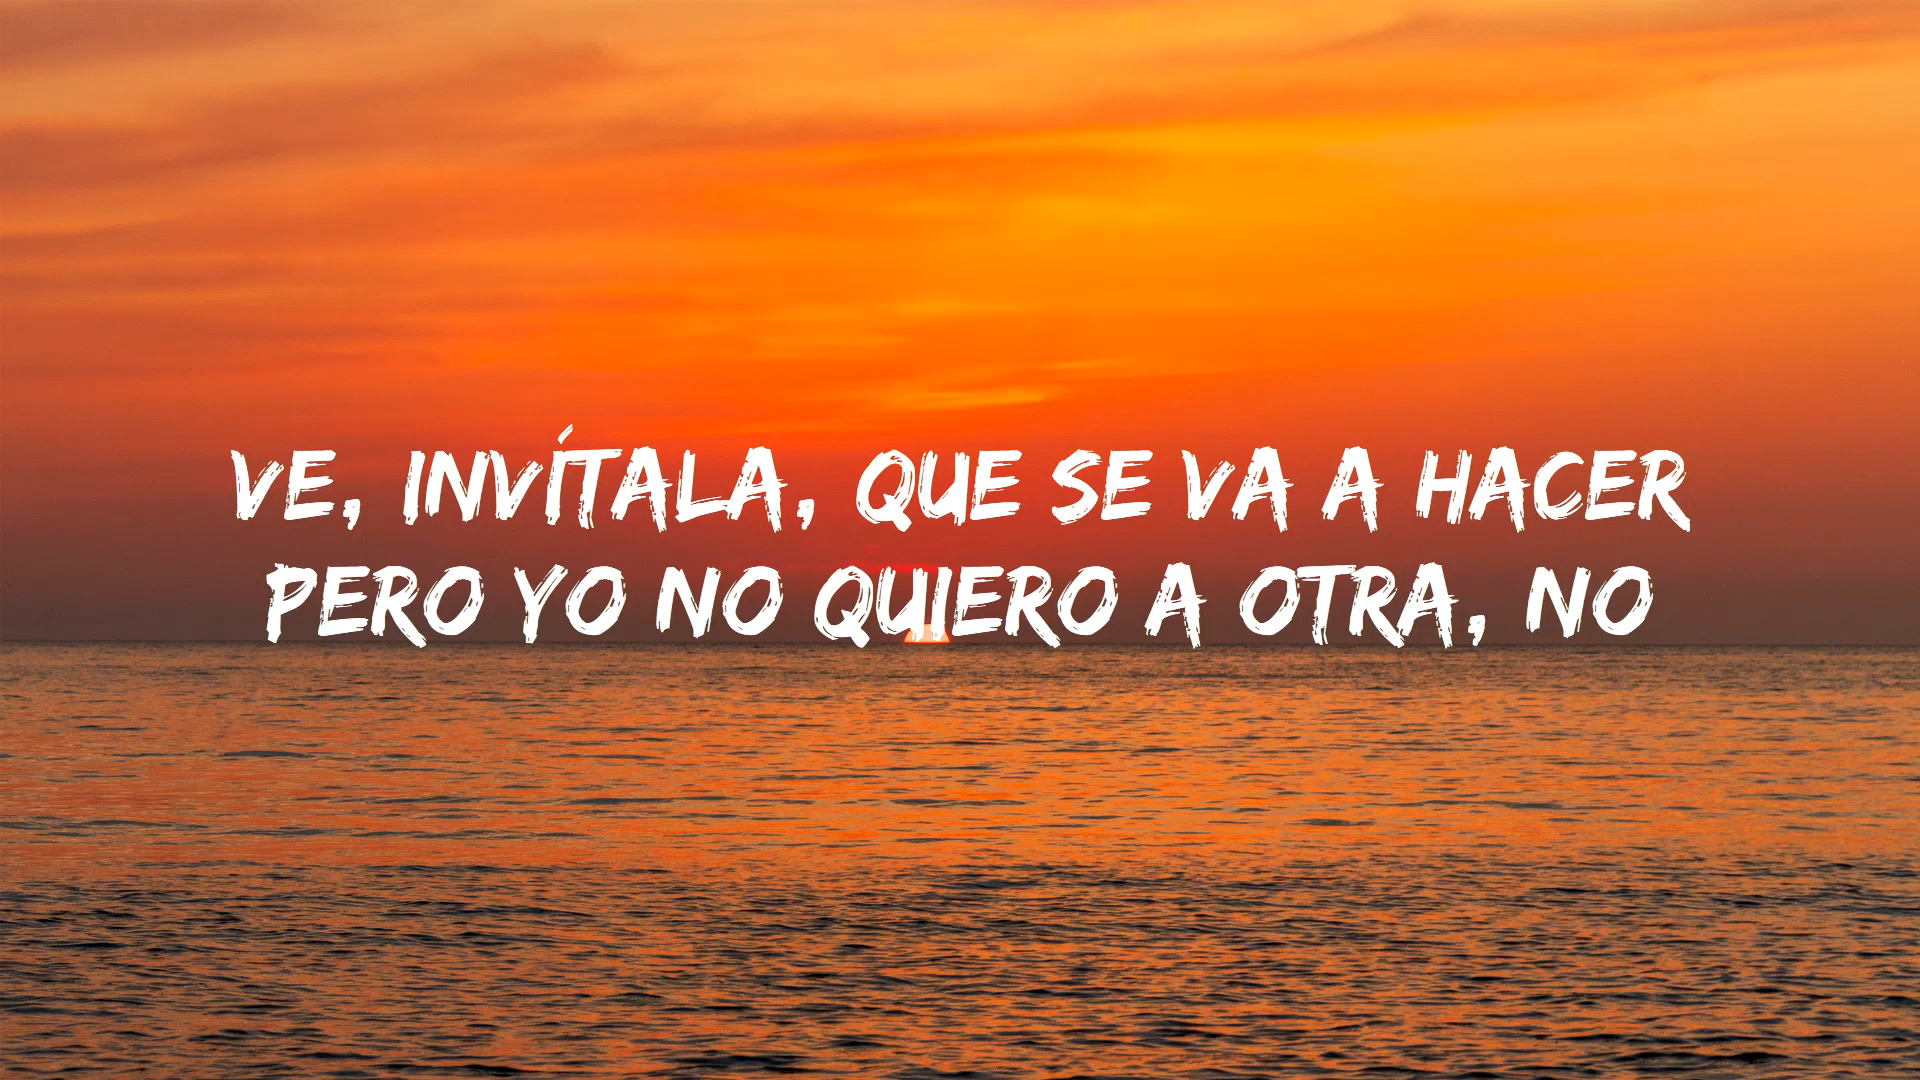 VE, INVÍTALA, QUE SE VA A HACER
PERO YO NO QUIERO A OTRA, NO